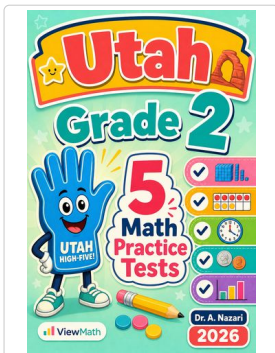 Utah
Grade 2
5
Math
Practice
Tests
UTAH
HIGH-FIVE!
ViewMath
Dr. A. Nazari
2026